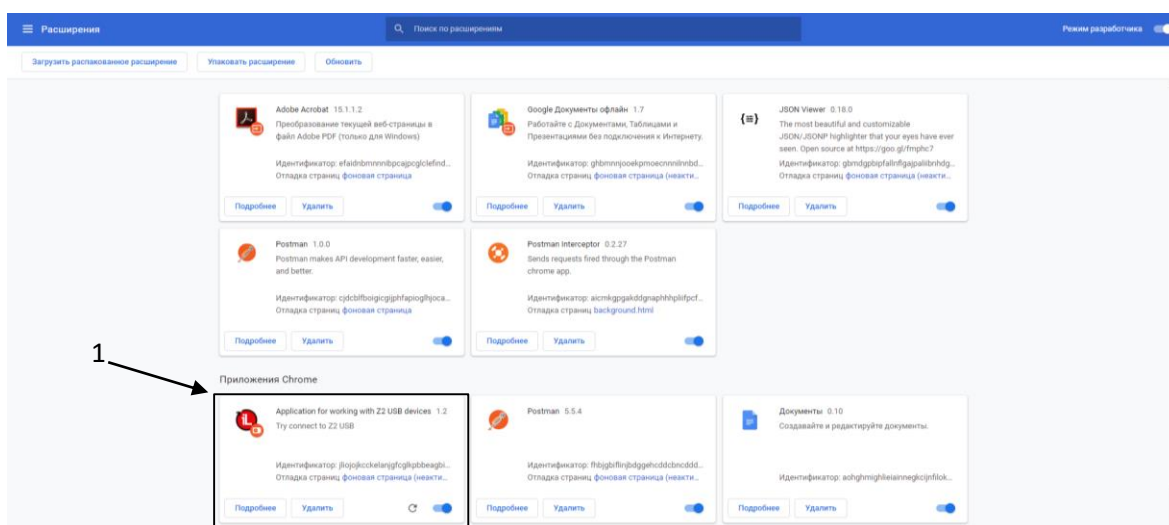 Расширения
Поиск по расширениям
Режим разработчика
Загрузить распакованное расширение
Упаковать расширение
Обновить
Adobe Acrobat 15.1.1.2
Преобразование текущей веб-страницы в
файл Adobe PDF (только для Windows)
Идентификатор: efaidnbmnnnibpcajpcglclefind...
Отладка страниц фоновая страница
Подробнее
Удалить
Google Документы офлайн 1.7
Работайте с Документами, Таблицами и
Презентациями без подключения к Интернету.
Идентификатор: ghbmnnjooekpmoecnnnilnnbd...
Отладка страниц фоновая страница (неакти...
Подробнее
Удалить
JSON Viewer 0.18.0
The most beautiful and customizable
JSON/JSONP highlighter that your eyes have ever
seen. Open source at https://goo.gl/fmphc7
Идентификатор: gbmdgpbipfallnflgajpaliibnhdg...
Отладка страниц фоновая страница (неакти...
Подробнее
Удалить
Postman 1.0.0
Postman makes API development faster, easier,
and better.
Идентификатор: cjdcblfboigicgijphfapioglhjoca...
Отладка страниц фоновая страница
Подробнее
Удалить
Postman Interceptor 0.2.27
Sends requests fired through the Postman
chrome app.
Идентификатор: aicmkgpgakddgnaphhhpliifpcf...
Отладка страниц background.html
Подробнее
Удалить
1
Приложения Chrome
Application for working with Z2 USB devices 1.2
Try connect to Z2 USB
Идентификатор: jliojojkcckelanjgfcglkpbbeagbi...
Отладка страниц фоновая страница (неакти...
Подробнее
Удалить
Postman 5.5.4
Идентификатор: fhbjgbiflinjbdggehcddcbncddd...
Отладка страниц фоновая страница (неакти...
Подробнее
Удалить
Документы 0.10
Создавайте и редактируйте документы.
Идентификатор: aohghmighlieiainnegkcijnfilok...
Подробнее
Удалить